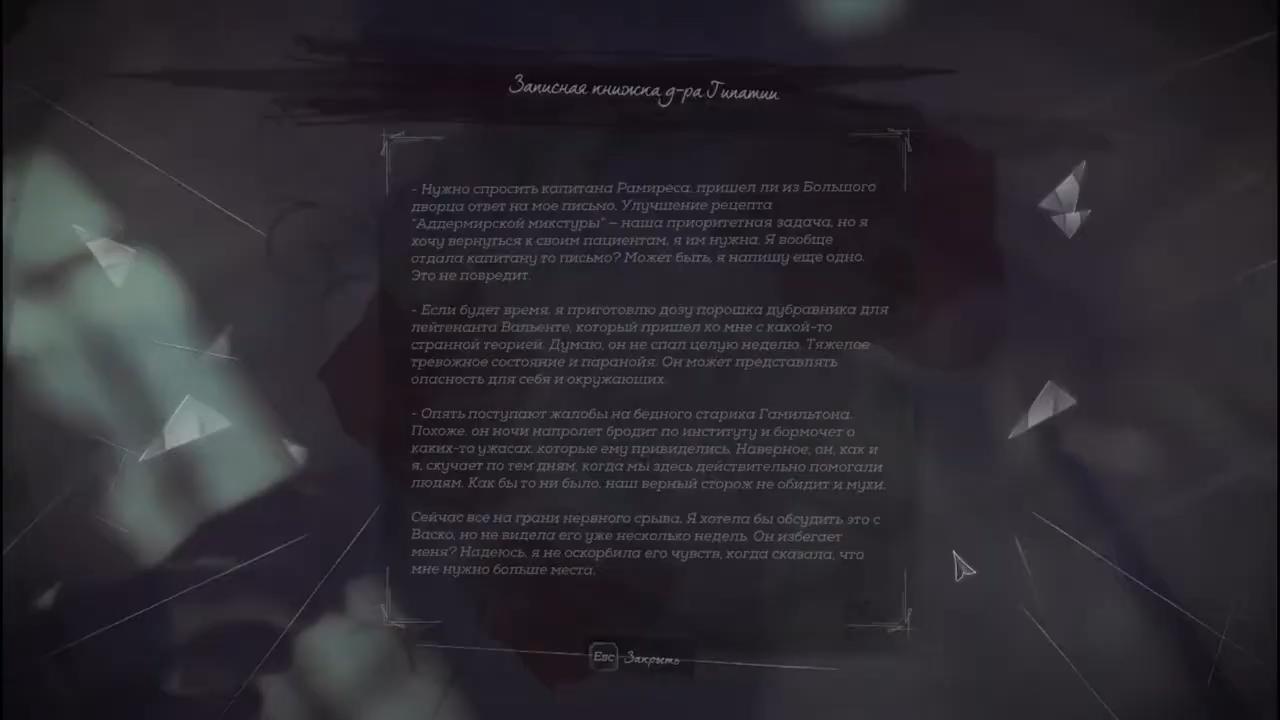 Записная книжка д-ра Гипатии
- Нужно спросить капитана Рамиреса, пришел ли из Большого
дворца ответ на мое письмо. Улучшение рецепта
"Аддермирской микстуры" — наша приоритетная задача, но я
хочу вернуться к своим пациентам, я им нужна. Я вообще
отдала капитану то письмо? Может быть, я напишу еще одно.
Это не повредит.
- Если будет время, я приготовлю дозу порошка дубравника для
лейтенанта Вальенте, который пришел ко мне с какой-то
странной теорией. Думаю, он не спал целую неделю. Тяжелое
тревожное состояние и паранойя. Он может представлять
опасность для себя и окружающих.
- Опять поступают жалобы на бедного старика Гамильтона.
Похоже, он ночи напролет бродит по институту и бормочет о
каких-то ужасах, которые ему привиделись. Наверное, он, как и
я, скучает по тем дням, когда мы здесь действительно помогали
людям. Как бы то ни было, наш верный сторож не обидит и мухи.
Сейчас все на грани нервного срыва. Я хотела бы обсудить это с
Васко, но не видела его уже несколько недель. Он избегает
меня? Надеюсь, я не оскорбила его чувств, когда сказала, что
мне нужно больше места.
Esc Закрыть